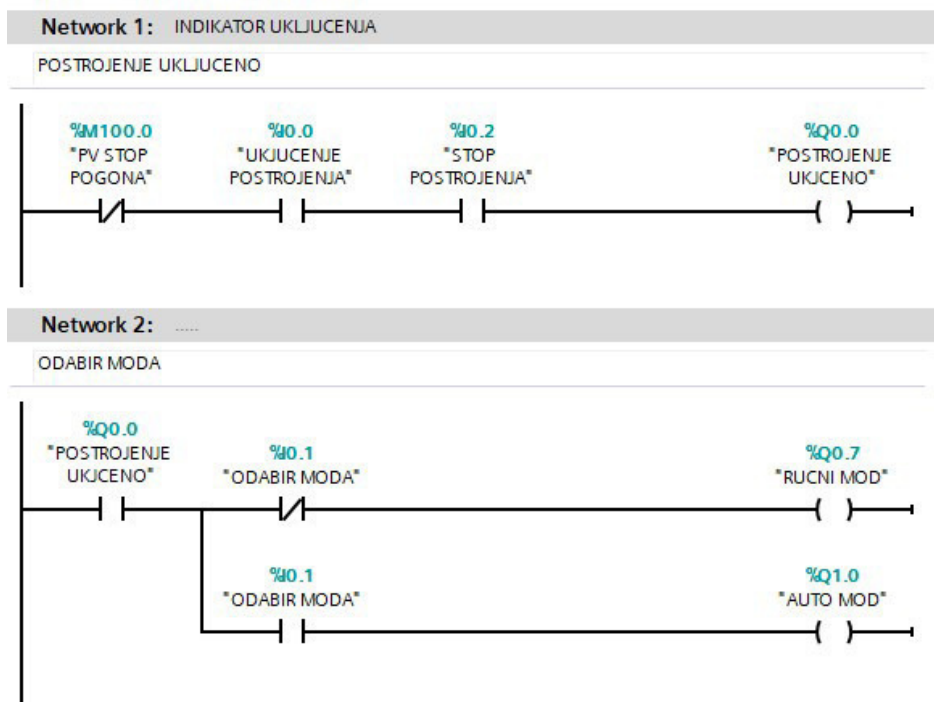 Network 1: INDIKATOR UKLJUCENJA
POSTROJENJE UKLJUCENO
%M100.0
"PV STOP
POGONA"
%I0.0
"UKJUCENJE
POSTROJENJA"
%I0.2
"STOP
POSTROJENJA"
%Q0.0
"POSTROJENJE
UKJCENO"
Network 2: .....
ODABIR MODA
%Q0.0
"POSTROJENJE
UKJCENO"
%I0.1
"ODABIR MODA"
%Q0.7
"RUCNI MOD"
%I0.1
"ODABIR MODA"
%Q1.0
"AUTO MOD"